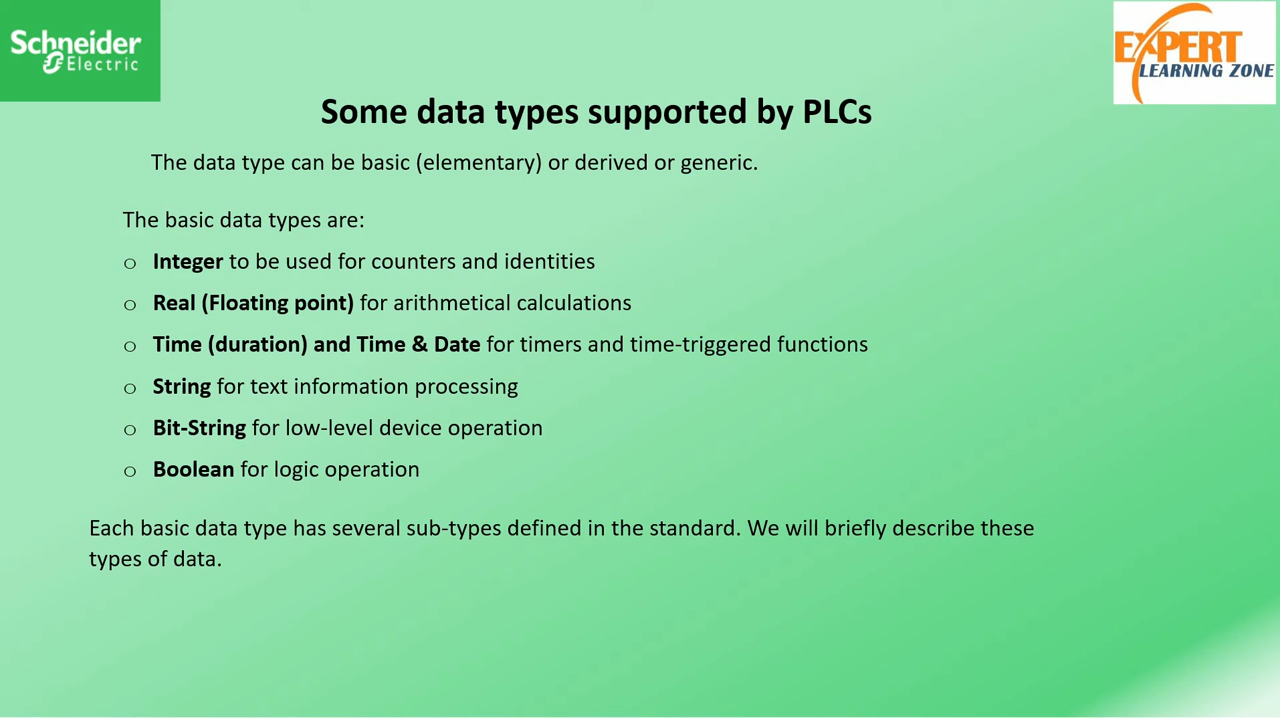 Schneider
Electric
EXPERT
LEARNING ZONE
Some data types supported by PLCs
The data type can be basic (elementary) or derived or generic.
The basic data types are:
o Integer to be used for counters and identities
o Real (Floating point) for arithmetical calculations
o Time (duration) and Time & Date for timers and time-triggered functions
o String for text information processing
o Bit-String for low-level device operation
o Boolean for logic operation
Each basic data type has several sub-types defined in the standard. We will briefly describe these
types of data.